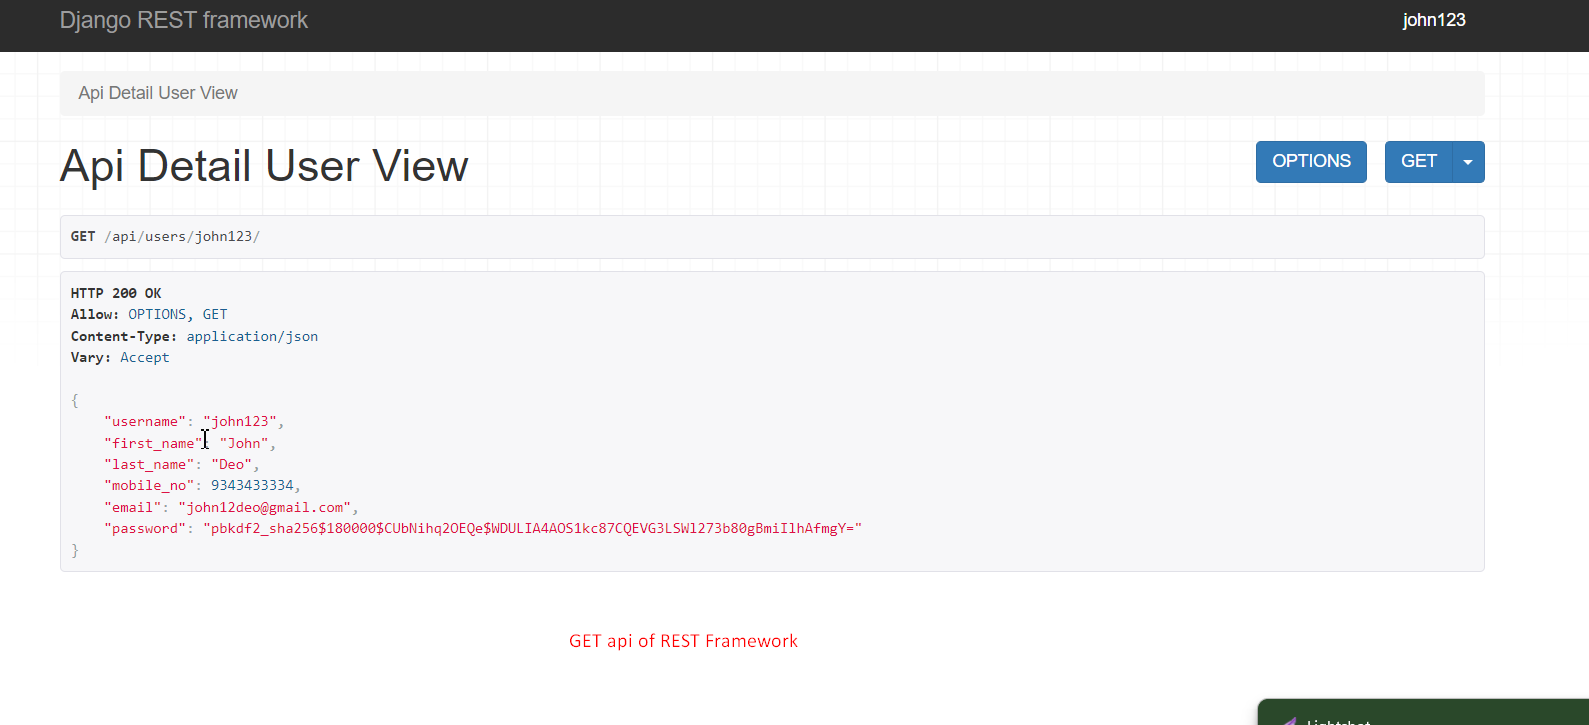 Django REST framework
john123
Api Detail User View
Api Detail User View
OPTIONS
GET
GET /api/users/john123/
HTTP 200 OK
Allow: OPTIONS, GET
Content-Type: application/json
Vary: Accept
{
"username": "john123",
"first_name": "John",
"last_name": "Deo",
"mobile_no": 9343433334,
"email": "john12deo@gmail.com",
"password": "pbkdf2_sha256$180000$CUbNihq2OEQe$WDULIA4AOS1kc87CQEVG3LSWl273b80gBmiIlhAfmgY="
}
GET api of REST Framework
Lightshot